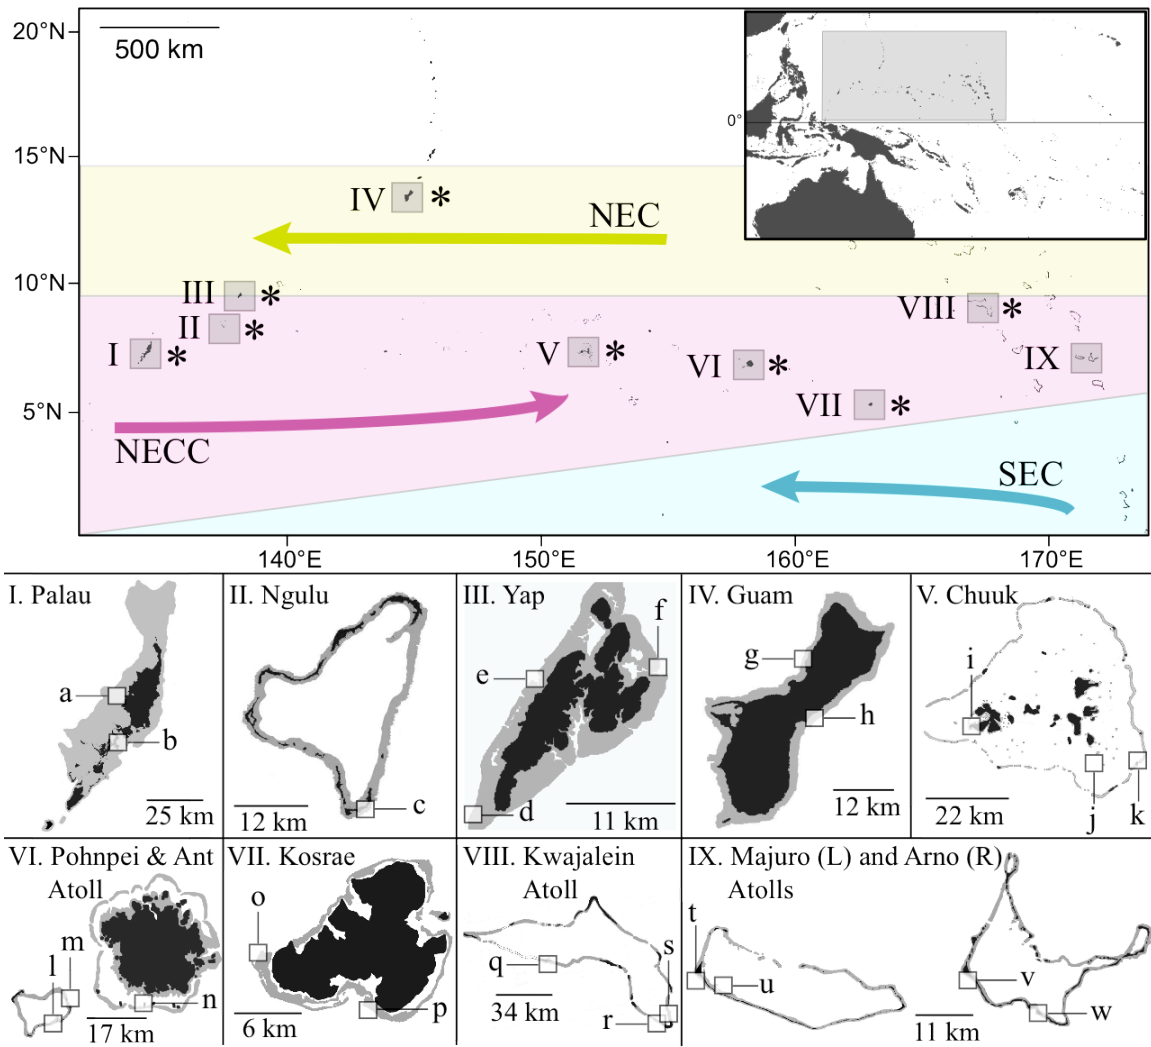 20°N
500 km
0°
15°N
IV *
NEC
10°N
III *
II *
I *
V *
VI *
VII *
VIII *
IX
5°N
NECC
SEC
140°E
150°E
160°E
170°E
I. Palau
a
b
25 km
II. Ngulu
c
12 km
III. Yap
f
e
d
11 km
IV. Guam
g
h
12 km
V. Chuuk
i
j
k
22 km
VI. Pohnpei & Ant
Atoll
m
l
n
17 km
VII. Kosrae
o
p
6 km
VIII. Kwajalein
Atoll
s
q
r
34 km
IX. Majuro (L) and Arno (R)
Atolls
t
u
v
w
11 km